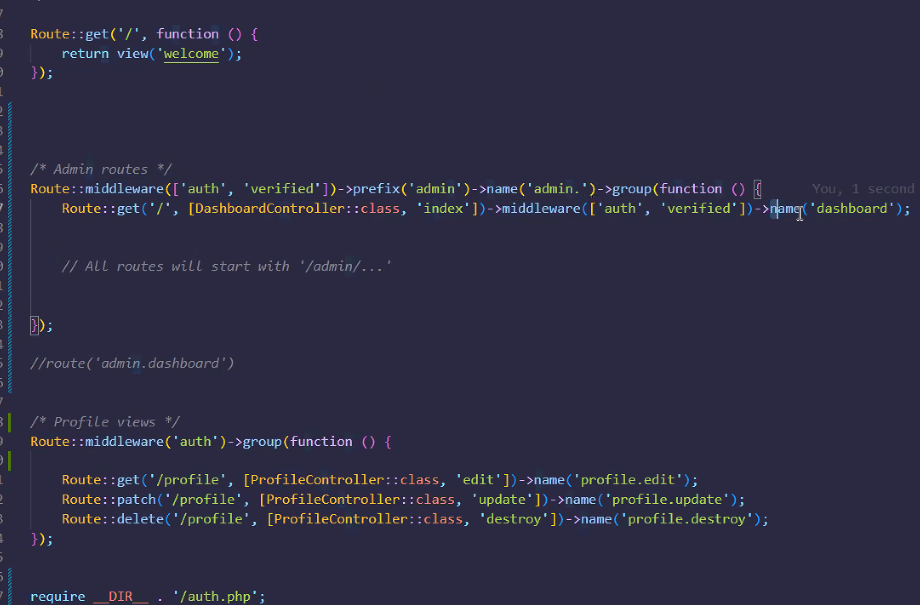 Route::get('/', function () {
return view('welcome');
});
/* Admin routes */
Route::middleware(['auth', 'verified'])->prefix('admin')->name('admin.')->group(function () { You, 1 second
Route::get('/', [DashboardController::class, 'index'])->middleware(['auth', 'verified'])->name('dashboard');
// All routes will start with '/admin/...'
});
//route('admin.dashboard')
/* Profile views */
Route::middleware('auth')->group(function () {
Route::get('/profile', [ProfileController::class, 'edit'])->name('profile.edit');
Route::patch('/profile', [ProfileController::class, 'update'])->name('profile.update');
Route::delete('/profile', [ProfileController::class, 'destroy'])->name('profile.destroy');
});
require __DIR__ . '/auth.php';